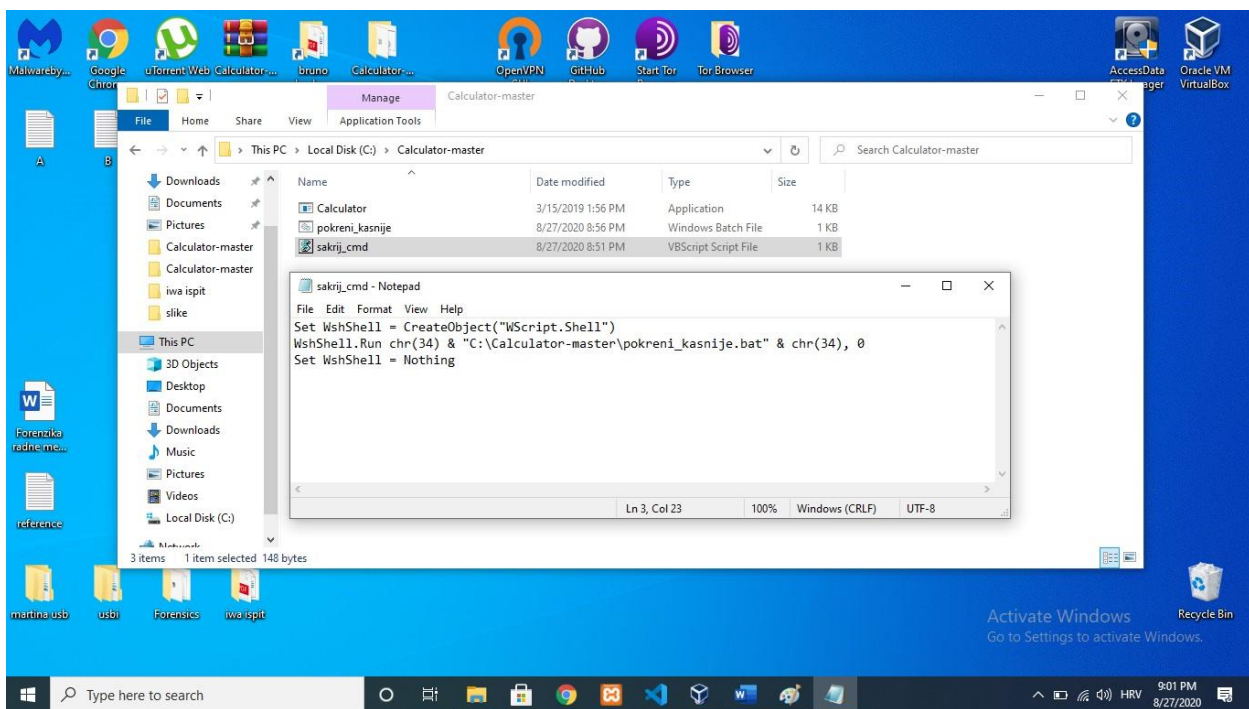 Malwareby...
Google Chrom
uTorrent Web
Calculator-...
bruno
Calculator-...
OpenVPN
GitHub
Start Tor
Tor Browser
AccessData
Oracle VM VirtualBox
A
B
Manage
Calculator-master
File
Home
Share
View
Application Tools
This PC > Local Disk (C:) > Calculator-master
Search Calculator-master
Downloads
Documents
Pictures
Calculator-master
Calculator-master
iwa ispit
slike
This PC
3D Objects
Desktop
Documents
Downloads
Music
Pictures
Videos
Local Disk (C:)
Network
Name Date modified Type Size
Calculator 3/15/2019 1:56 PM Application 14 KB
pokreni_kasnije 8/27/2020 8:56 PM Windows Batch File 1 KB
sakrij_cmd 8/27/2020 8:51 PM VBScript Script File 1 KB
sakrij_cmd - Notepad
File Edit Format View Help
Set WshShell = CreateObject("WScript.Shell")
WshShell.Run chr(34) & "C:\Calculator-master\pokreni_kasnije.bat" & chr(34), 0
Set WshShell = Nothing
Ln 3, Col 23
100%
Windows (CRLF)
UTF-8
3 items 1 item selected 148 bytes
Forenzika
radne me...
reference
martina usb
usbi
Forensics
iwa ispit
Activate Windows
Go to Settings to activate Windows.
Recycle Bin
Type here to search
HRV
9:01 PM
8/27/2020